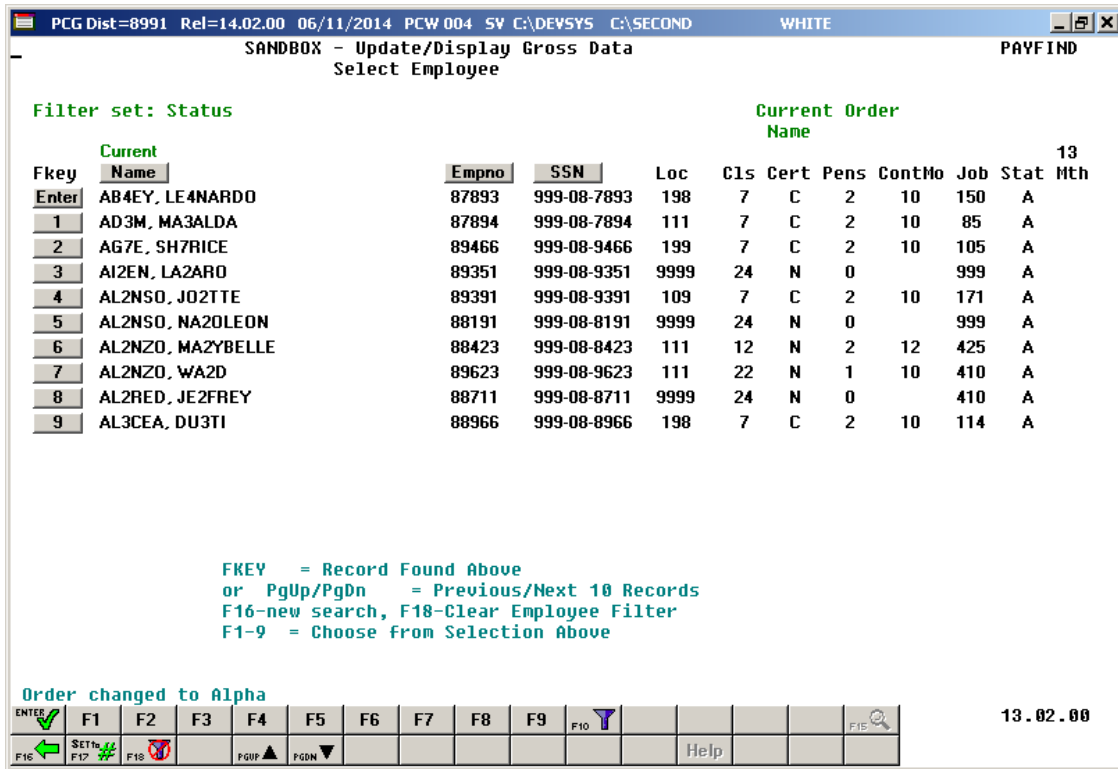 PCG Dist=8991 Rel=14.02.00 06/11/2014 PCW 004 SV C:\DEVSYS C:\SECOND WHITE
SANDBOX - Update/Display Gross Data PAYFIND
Select Employee
Filter set: Status Current Order
Name
Current 13
Fkey Name Empno SSN Loc Cls Cert Pens ContMo Job Stat Mth
Enter AB4EY, LE4NARDO 87893 999-08-7893 198 7 C 2 10 150 A
1 AD3M, MA3ALDA 87894 999-08-7894 111 7 C 2 10 85 A
2 AG7E, SH7RICE 89466 999-08-9466 199 7 C 2 10 105 A
3 AI2EN, LA2ARO 89351 999-08-9351 9999 24 N 0 999 A
4 AL2NSO, JO2TTE 89391 999-08-9391 109 7 C 2 10 171 A
5 AL2NSO, NA2OLEON 88191 999-08-8191 9999 24 N 0 999 A
6 AL2NZO, MA2YBELLE 88423 999-08-8423 111 12 N 2 12 425 A
7 AL2NZO, WA2D 89623 999-08-9623 111 22 N 1 10 410 A
8 AL2RED, JE2FREY 88711 999-08-8711 9999 24 N 0 410 A
9 AL3CEA, DU3TI 88966 999-08-8966 198 7 C 2 10 114 A
FKEY = Record Found Above
or PgUp/PgDn = Previous/Next 10 Records
F16-new search, F18-Clear Employee Filter
F1-9 = Choose from Selection Above
Order changed to Alpha
ENTER F1 F2 F3 F4 F5 F6 F7 F8 F9 F10 F15 13.02.00
F16 SETto F17 # F18 PGUP PGDN Help